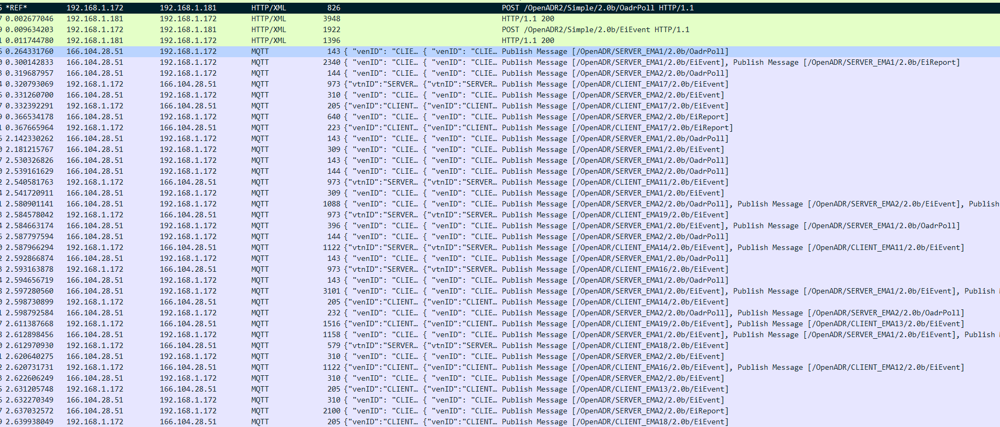 5 *REF* 192.168.1.172 192.168.1.181 HTTP/XML 826 POST /OpenADR2/Simple/2.0b/OadrPoll HTTP/1.1
7 0.002677046 192.168.1.181 192.168.1.172 HTTP/XML 3948 HTTP/1.1 200
9 0.009634203 192.168.1.172 192.168.1.181 HTTP/XML 1922 POST /OpenADR2/Simple/2.0b/EiEvent HTTP/1.1
1 0.011744780 192.168.1.181 192.168.1.172 HTTP/XML 1396 HTTP/1.1 200
0.264331760 166.104.28.51 192.168.1.172 MQTT 143 { "venID": "CLIE… { "venID": "CLIE… Publish Message [/OpenADR/SERVER_EMA1/2.0b/OadrPoll]
0.300142833 166.104.28.51 192.168.1.172 MQTT 2340 { "venID": "CLIE… { "venID": "CLIE… Publish Message [/OpenADR/SERVER_EMA1/2.0b/EiEvent], Publish Message [/OpenADR/SERVER_EMA1/2.0b/EiReport]
0.319687957 166.104.28.51 192.168.1.172 MQTT 144 { "venID": "CLIE… { "venID": "CLIE… Publish Message [/OpenADR/SERVER_EMA2/2.0b/OadrPoll]
4 0.320793069 192.168.1.172 166.104.28.51 MQTT 973 {"vtnID":"SERVER… {"vtnID":"SERVER… Publish Message [/OpenADR/CLIENT_EMA17/2.0b/EiEvent]
0.331260700 166.104.28.51 192.168.1.172 MQTT 310 { "venID": "CLIE… { "venID": "CLIE… Publish Message [/OpenADR/SERVER_EMA2/2.0b/EiEvent]
7 0.332392291 192.168.1.172 166.104.28.51 MQTT 205 {"venID":"CLIENT… {"venID":"CLIENT… Publish Message [/OpenADR/CLIENT_EMA17/2.0b/EiEvent]
9 0.366534178 166.104.28.51 192.168.1.172 MQTT 640 { "venID": "CLIE… { "venID": "CLIE… Publish Message [/OpenADR/SERVER_EMA2/2.0b/EiReport]
1 0.367665964 192.168.1.172 166.104.28.51 MQTT 223 {"venID":"CLIENT… {"venID":"CLIENT… Publish Message [/OpenADR/CLIENT_EMA17/2.0b/EiReport]
2.142330262 166.104.28.51 192.168.1.172 MQTT 143 { "venID": "CLIE… { "venID": "CLIE… Publish Message [/OpenADR/SERVER_EMA1/2.0b/OadrPoll]
2.181215767 166.104.28.51 192.168.1.172 MQTT 309 { "venID": "CLIE… { "venID": "CLIE… Publish Message [/OpenADR/SERVER_EMA1/2.0b/EiEvent]
7 2.530326826 166.104.28.51 192.168.1.172 MQTT 143 { "venID": "CLIE… { "venID": "CLIE… Publish Message [/OpenADR/SERVER_EMA1/2.0b/OadrPoll]
2.539161629 166.104.28.51 192.168.1.172 MQTT 144 { "venID": "CLIE… { "venID": "CLIE… Publish Message [/OpenADR/SERVER_EMA2/2.0b/OadrPoll]
2 2.540581763 192.168.1.172 166.104.28.51 MQTT 973 {"vtnID":"SERVER… {"vtnID":"SERVER… Publish Message [/OpenADR/CLIENT_EMA11/2.0b/EiEvent]
4 2.541720911 166.104.28.51 192.168.1.172 MQTT 309 { "venID": "CLIE… { "venID": "CLIE… Publish Message [/OpenADR/SERVER_EMA1/2.0b/EiEvent]
1 2.580901141 166.104.28.51 192.168.1.172 MQTT 1088 { "venID": "CLIE… { "venID": "CLIE… Publish Message [/OpenADR/SERVER_EMA2/2.0b/OadrPoll], Publish Message [/OpenADR/SERVER_EMA2/2.0b/EiEvent], Publish
2.584578042 192.168.1.172 166.104.28.51 MQTT 973 {"vtnID":"SERVER… {"vtnID":"SERVER… Publish Message [/OpenADR/CLIENT_EMA19/2.0b/EiEvent]
4 2.584663174 166.104.28.51 192.168.1.172 MQTT 396 { "venID": "CLIE… { "venID": "CLIE… Publish Message [/OpenADR/SERVER_EMA1/2.0b/EiEvent], Publish Message [/OpenADR/SERVER_EMA1/2.0b/OadrPoll]
2.587797594 166.104.28.51 192.168.1.172 MQTT 144 { "venID": "CLIE… { "venID": "CLIE… Publish Message [/OpenADR/SERVER_EMA2/2.0b/OadrPoll]
2.587966294 192.168.1.172 166.104.28.51 MQTT 1122 {"vtnID":"SERVER… {"vtnID":"SERVER… Publish Message [/OpenADR/CLIENT_EMA14/2.0b/EiEvent], Publish Message [/OpenADR/CLIENT_EMA11/2.0b/EiEvent]
2 2.592866874 166.104.28.51 192.168.1.172 MQTT 143 { "venID": "CLIE… { "venID": "CLIE… Publish Message [/OpenADR/SERVER_EMA1/2.0b/OadrPoll]
2.593163878 192.168.1.172 166.104.28.51 MQTT 973 {"vtnID":"SERVER… {"vtnID":"SERVER… Publish Message [/OpenADR/CLIENT_EMA16/2.0b/EiEvent]
4 2.594656719 166.104.28.51 192.168.1.172 MQTT 143 { "venID": "CLIE… { "venID": "CLIE… Publish Message [/OpenADR/SERVER_EMA1/2.0b/OadrPoll]
2.597280560 166.104.28.51 192.168.1.172 MQTT 3101 { "venID": "CLIE… { "venID": "CLIE… Publish Message [/OpenADR/SERVER_EMA1/2.0b/EiEvent], Publish Message [/OpenADR/SERVER_EMA1/2.0b/EiEvent], Publish
2.598730899 192.168.1.172 166.104.28.51 MQTT 205 {"venID":"CLIENT… {"venID":"CLIENT… Publish Message [/OpenADR/CLIENT_EMA14/2.0b/EiEvent]
1 2.598792584 166.104.28.51 192.168.1.172 MQTT 232 { "venID": "CLIE… { "venID": "CLIE… Publish Message [/OpenADR/SERVER_EMA2/2.0b/OadrPoll], Publish Message [/OpenADR/SERVER_EMA2/2.0b/OadrPoll]
7 2.611387668 192.168.1.172 166.104.28.51 MQTT 1516 {"venID":"CLIENT… {"venID":"CLIENT… Publish Message [/OpenADR/CLIENT_EMA19/2.0b/EiEvent], Publish Message [/OpenADR/CLIENT_EMA13/2.0b/EiEvent]
2.612898456 166.104.28.51 192.168.1.172 MQTT 1158 { "venID": "CLIE… { "venID": "CLIE… Publish Message [/OpenADR/SERVER_EMA1/2.0b/EiEvent], Publish Message [/OpenADR/SERVER_EMA1/2.0b/EiEvent], Publish
2.612970930 192.168.1.172 166.104.28.51 MQTT 579 {"vtnID":"SERVER… {"vtnID":"SERVER… Publish Message [/OpenADR/CLIENT_EMA18/2.0b/EiEvent]
1 2.620640275 166.104.28.51 192.168.1.172 MQTT 310 { "venID": "CLIE… { "venID": "CLIE… Publish Message [/OpenADR/SERVER_EMA2/2.0b/EiEvent]
2 2.620731731 192.168.1.172 166.104.28.51 MQTT 1122 {"venID":"CLIENT… {"venID":"CLIENT… Publish Message [/OpenADR/CLIENT_EMA16/2.0b/EiEvent], Publish Message [/OpenADR/CLIENT_EMA12/2.0b/EiEvent]
2.622606249 166.104.28.51 192.168.1.172 MQTT 310 { "venID": "CLIE… { "venID": "CLIE… Publish Message [/OpenADR/SERVER_EMA2/2.0b/EiEvent]
2.631205748 192.168.1.172 166.104.28.51 MQTT 205 {"venID":"CLIENT… {"venID":"CLIENT… Publish Message [/OpenADR/CLIENT_EMA13/2.0b/EiEvent]
2.632270349 166.104.28.51 192.168.1.172 MQTT 310 { "venID": "CLIE… { "venID": "CLIE… Publish Message [/OpenADR/SERVER_EMA2/2.0b/EiEvent]
7 2.637032572 166.104.28.51 192.168.1.172 MQTT 2100 { "venID": "CLIE… { "venID": "CLIE… Publish Message [/OpenADR/SERVER_EMA2/2.0b/EiReport]
9 2.639938049 192.168.1.172 166.104.28.51 MQTT 205 {"venID":"CLIENT… {"venID":"CLIENT… Publish Message [/OpenADR/CLIENT_EMA18/2.0b/EiEvent]